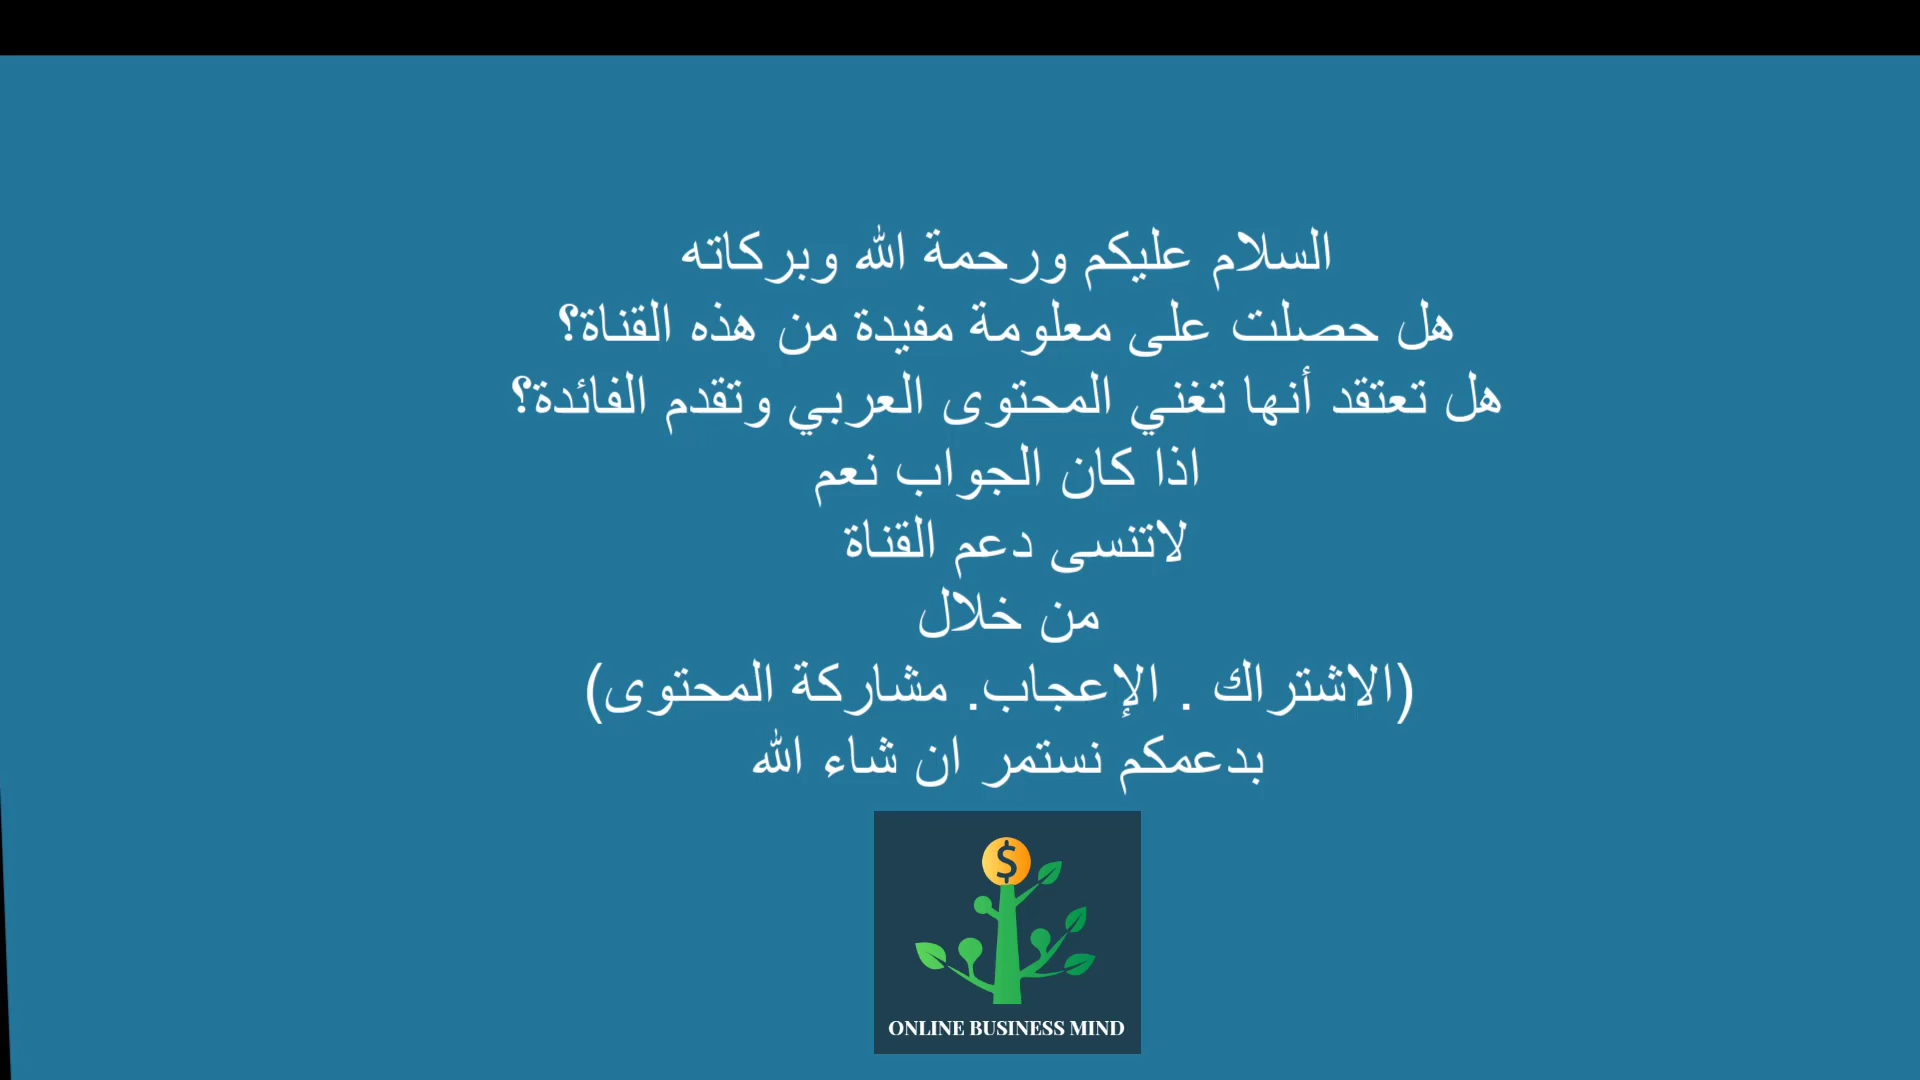 السلام عليكم ورحمة الله وبركاته
هل حصلت على معلومة مفيدة من هذه القناة؟
هل تعتقد أنها تغني المحتوى العربي وتقدم الفائدة؟
اذا كان الجواب نعم
لاتنسى دعم القناة
من خلال
(الاشتراك . الإعجاب. مشاركة المحتوى)
بدعمكم نستمر ان شاء الله
$
ONLINE BUSINESS MIND